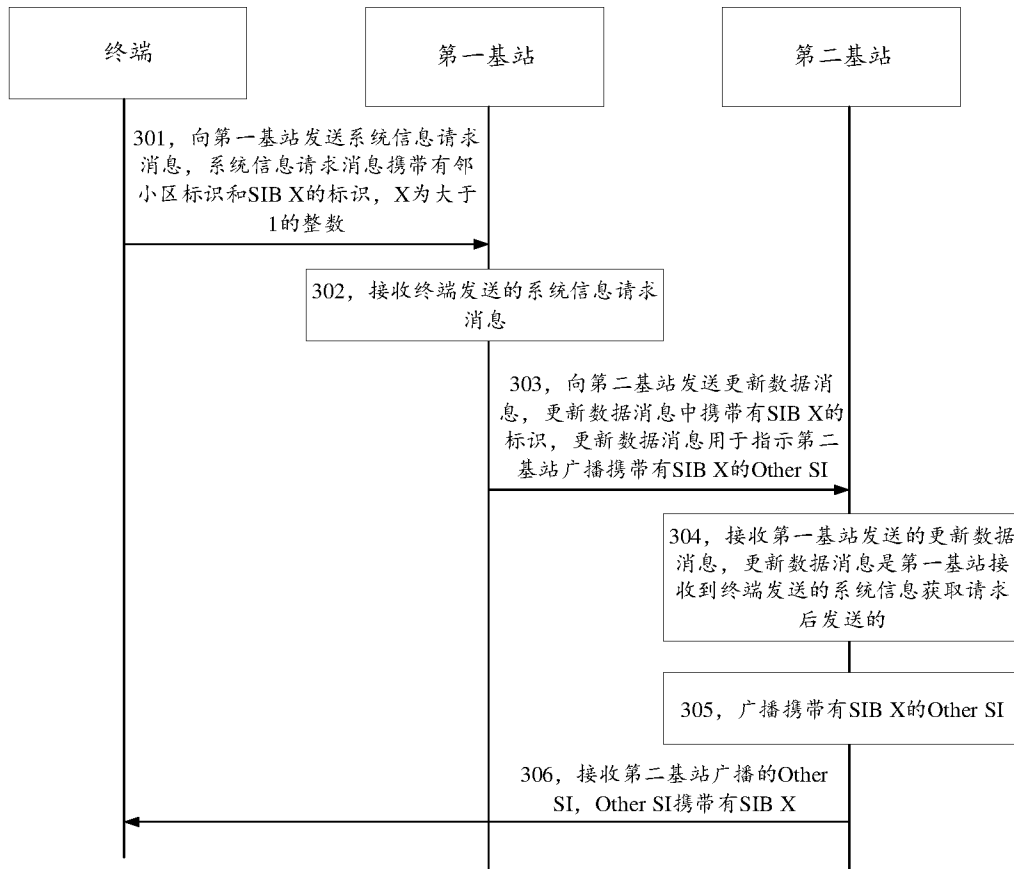 终端
第一基站
第二基站
301，向第一基站发送系统信息请求
消息，系统信息请求消息携带有邻
小区标识和SIB X的标识，X为大于
1的整数
302，接收终端发送的系统信息请求
消息
303，向第二基站发送更新数据消
息，更新数据消息中携带有SIB X的
标识，更新数据消息用于指示第二
基站广播携带有SIB X的Other SI
304，接收第一基站发送的更新数据
消息，更新数据消息是第一基站接
收到终端发送的系统信息获取请求
后发送的
305，广播携带有SIB X的Other SI
306，接收第二基站广播的Other
SI，Other SI携带有SIB X